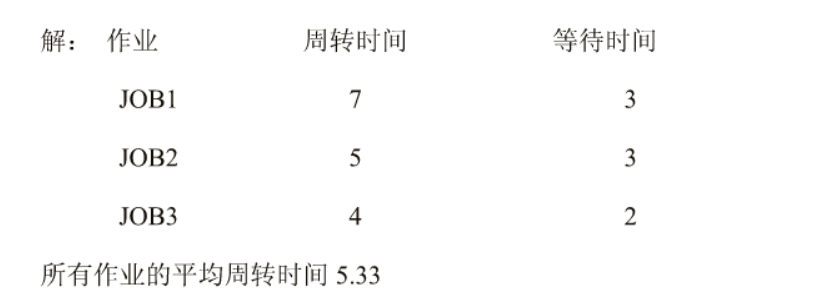 解： 作业 周转时间 等待时间
JOB1 7 3
JOB2 5 3
JOB3 4 2
所有作业的平均周转时间 5.33